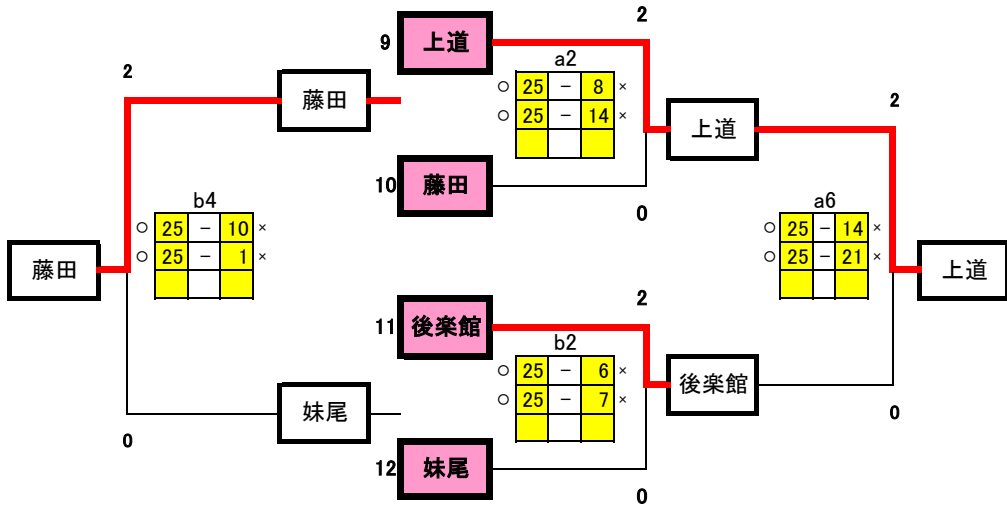 2
9 上道
a2
2 藤田 ○ 25 － 8 × 2
○ 25 － 14 × 上道
10 藤田
b4 0 a6
○ 25 － 10 × ○ 25 － 14 ×
○ 25 － 1 × ○ 25 － 21 ×
藤田 上道
2
11 後楽館
b2
○ 25 － 6 × 後楽館
妹尾 ○ 25 － 7 × 0
0
12 妹尾
0